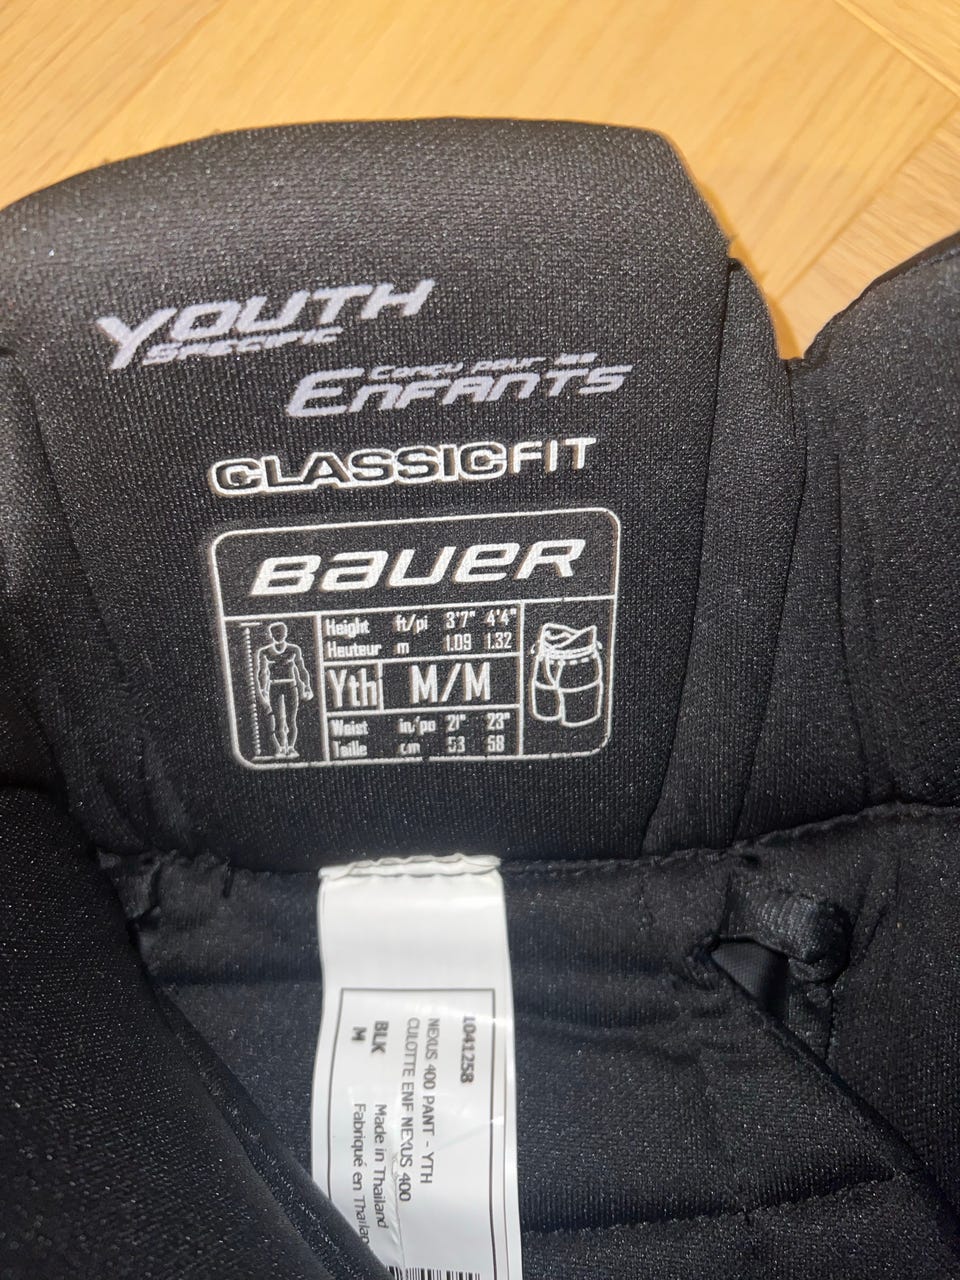 YOUTH
SPECIFIC
Conçu pour les
ENFANTS
CLASSICFIT
BAUER
Height ft/pi 3'7" 4'4"
Hauteur m 1.09 1.32
Yth M/M
Waist in/po 21" 23"
Taille cm 53 58
1041258
NEXUS 400 PANT - YTH
CULOTTE ENF NEXUS 400
BLK Made in Thailand
M Fabriqué en